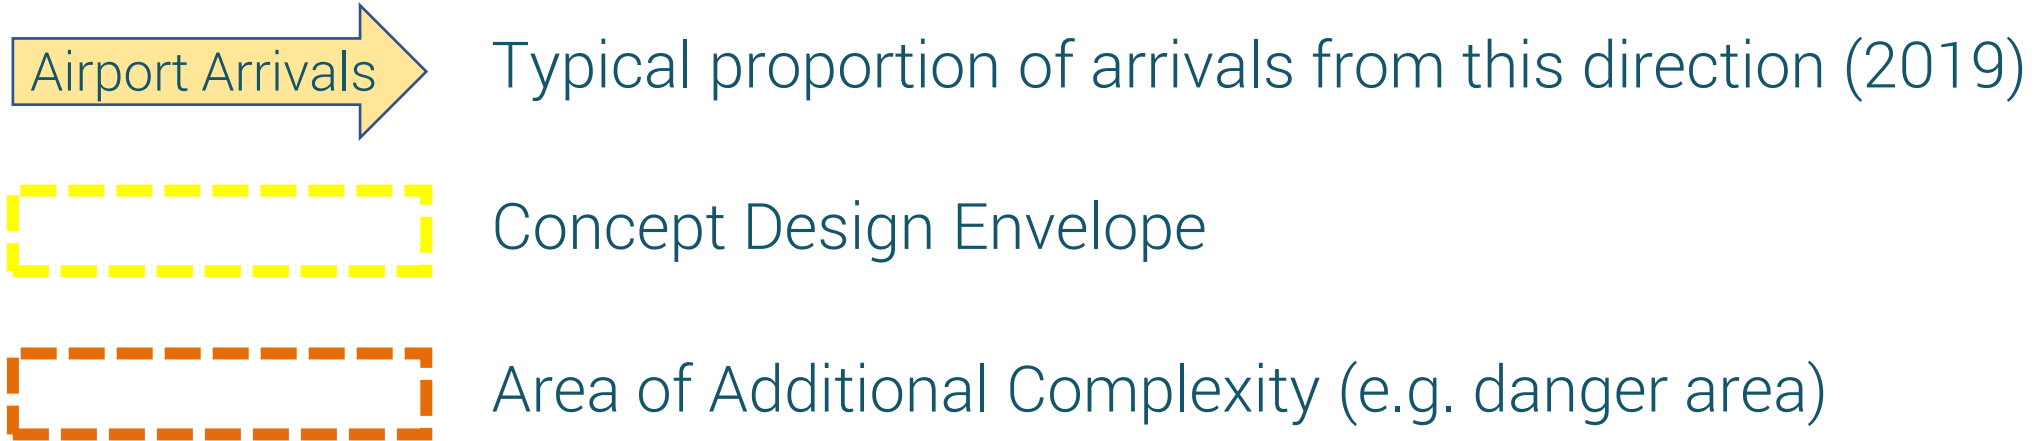 Airport Arrivals Typical proportion of arrivals from this direction (2019)
Concept Design Envelope
Area of Additional Complexity (e.g. danger area)